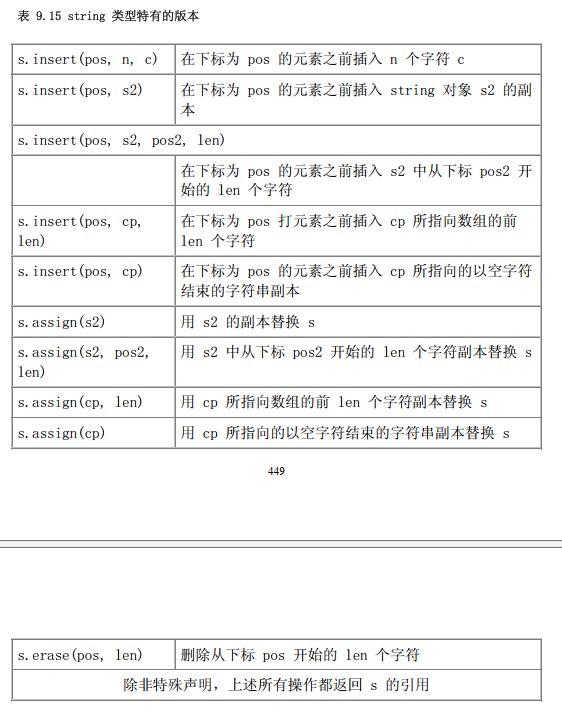 表 9.15 string 类型特有的版本
s.insert(pos, n, c) 在下标为 pos 的元素之前插入 n 个字符 c
s.insert(pos, s2) 在下标为 pos 的元素之前插入 string 对象 s2 的副
本
s.insert(pos, s2, pos2, len)
在下标为 pos 的元素之前插入 s2 中从下标 pos2 开
始的 len 个字符
s.insert(pos, cp, 在下标为 pos 打元素之前插入 cp 所指向数组的前
len) len 个字符
s.insert(pos, cp) 在下标为 pos 的元素之前插入 cp 所指向的以空字符
结束的字符串副本
s.assign(s2) 用 s2 的副本替换 s
s.assign(s2, pos2, 用 s2 中从下标 pos2 开始的 len 个字符副本替换 s
len)
s.assign(cp, len) 用 cp 所指向数组的前 len 个字符副本替换 s
s.assign(cp) 用 cp 所指向的以空字符结束的字符串副本替换 s
449
s.erase(pos, len) 删除从下标 pos 开始的 len 个字符
除非特殊声明，上述所有操作都返回 s 的引用